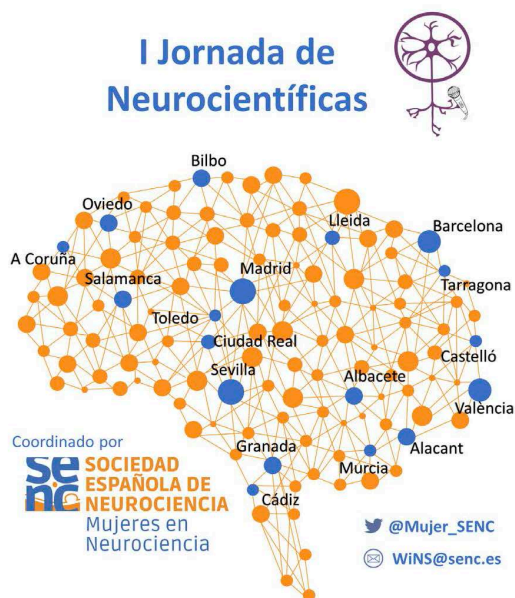 I Jornada de
Neurocientíficas
Bilbo
Oviedo
Lleida
Barcelona
A Coruña
Salamanca
Madrid
Tarragona
Toledo
Ciudad Real
Castelló
Sevilla
Albacete
València
Alacant
Granada
Murcia
Cádiz
Coordinado por
senc
SOCIEDAD
ESPAÑOLA DE
NEUROCIENCIA
Mujeres en
Neurociencia
@Mujer_SENC
WiNS@senc.es